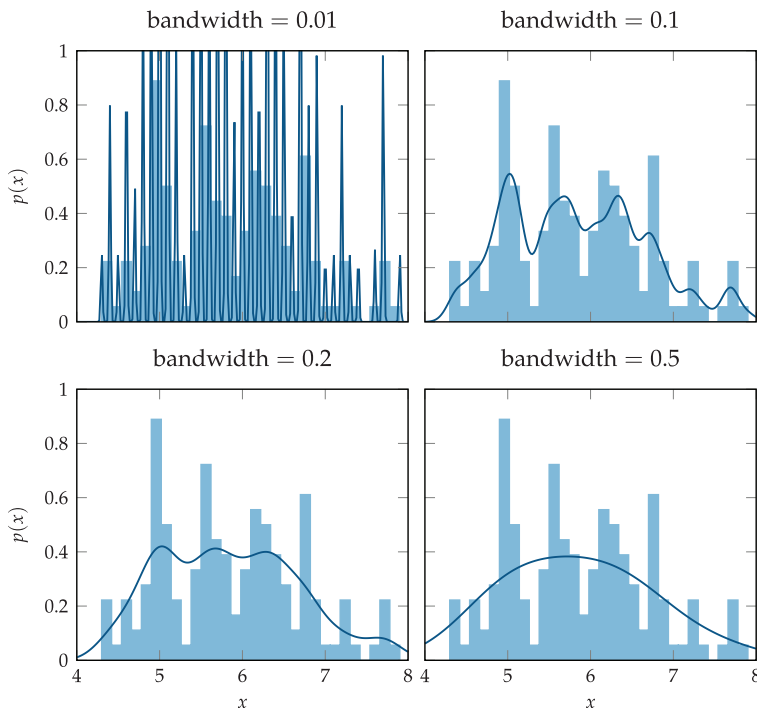 bandwidth = 0.01
bandwidth = 0.1
1
0.8
0.6
0.4
0.2
0
p(x)
bandwidth = 0.2
bandwidth = 0.5
1
0.8
0.6
0.4
0.2
0
p(x)
4 5 6 7 8 4 5 6 7 8
x x